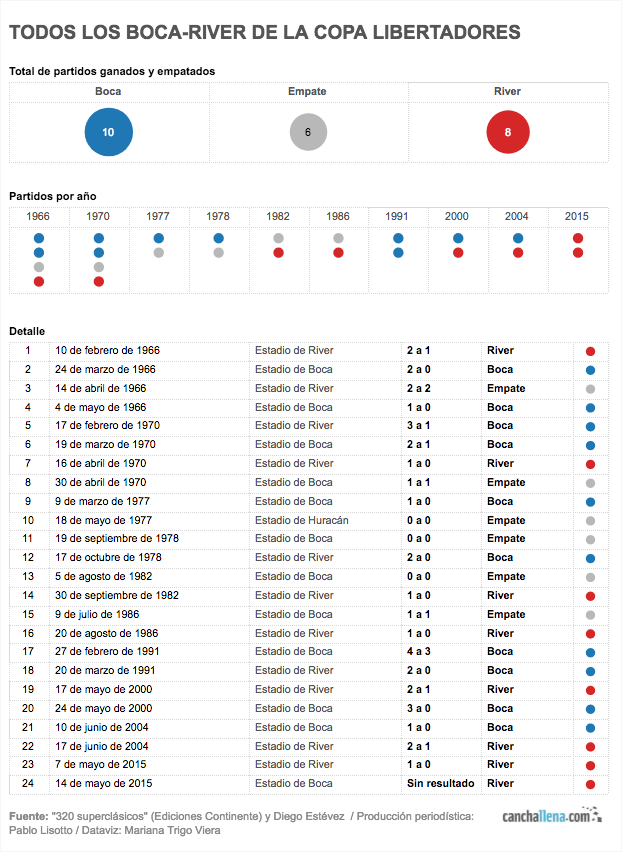 TODOS LOS BOCA-RIVER DE LA COPA LIBERTADORES
Total de partidos ganados y empatados
Boca Empate River
10 6 8
Partidos por año
1966 1970 1977 1978 1982 1986 1991 2000 2004 2015
Detalle
1 10 de febrero de 1966 Estadio de River 2 a 1 River
2 24 de marzo de 1966 Estadio de Boca 2 a 0 Boca
3 14 de abril de 1966 Estadio de River 2 a 2 Empate
4 4 de mayo de 1966 Estadio de Boca 1 a 0 Boca
5 17 de febrero de 1970 Estadio de River 3 a 1 Boca
6 19 de marzo de 1970 Estadio de Boca 2 a 1 Boca
7 16 de abril de 1970 Estadio de River 1 a 0 River
8 30 de abril de 1970 Estadio de Boca 1 a 1 Empate
9 9 de marzo de 1977 Estadio de Boca 1 a 0 Boca
10 18 de mayo de 1977 Estadio de Huracán 0 a 0 Empate
11 19 de septiembre de 1978 Estadio de Boca 0 a 0 Empate
12 17 de octubre de 1978 Estadio de River 2 a 0 Boca
13 5 de agosto de 1982 Estadio de Boca 0 a 0 Empate
14 30 de septiembre de 1982 Estadio de River 1 a 0 River
15 9 de julio de 1986 Estadio de Boca 1 a 1 Empate
16 20 de agosto de 1986 Estadio de River 1 a 0 River
17 27 de febrero de 1991 Estadio de Boca 4 a 3 Boca
18 20 de marzo de 1991 Estadio de River 2 a 0 Boca
19 17 de mayo de 2000 Estadio de River 2 a 1 River
20 24 de mayo de 2000 Estadio de Boca 3 a 0 Boca
21 10 de junio de 2004 Estadio de Boca 1 a 0 Boca
22 17 de junio de 2004 Estadio de River 2 a 1 River
23 7 de mayo de 2015 Estadio de River 1 a 0 River
24 14 de mayo de 2015 Estadio de Boca Sin resultado River
Fuente: "320 superclásicos" (Ediciones Continente) y Diego Estévez / Producción periodística:
Pablo Lisotto / Dataviz: Mariana Trigo Viera
canchallena.com